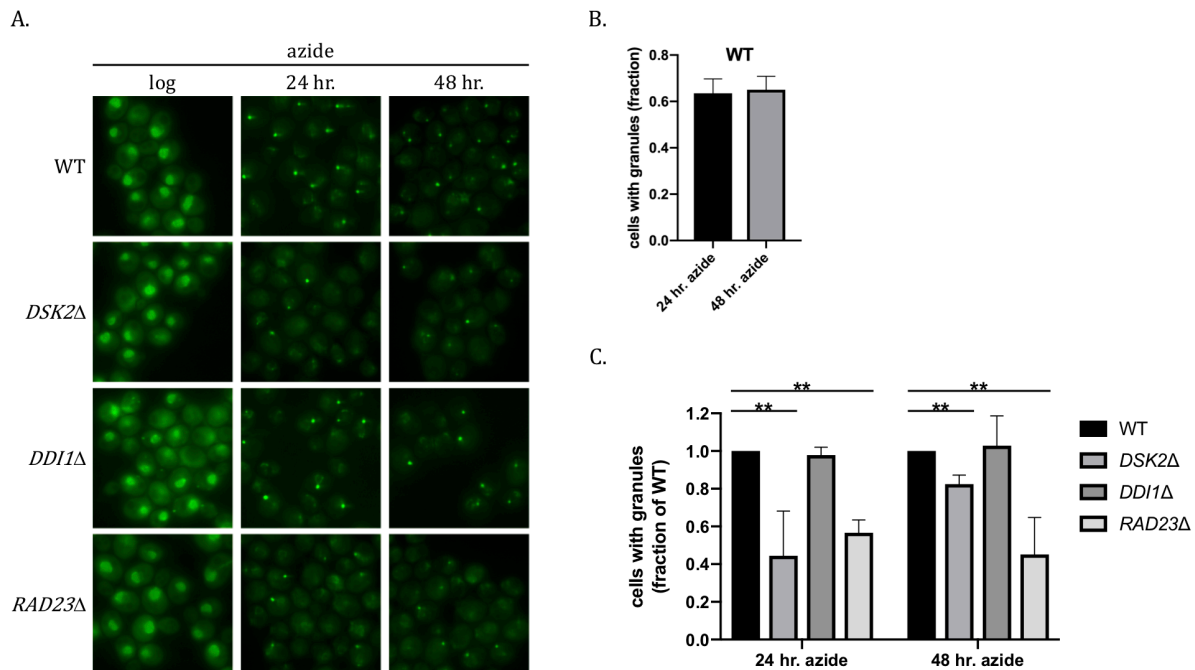 A.
azide
log 24 hr. 48 hr.
WT
DSK2Δ
DDI1Δ
RAD23Δ
B.
WT
cells with granules (fraction)
0.8
0.6
0.4
0.2
0.0
24 hr. azide
48 hr. azide
C.
** **
** **
cells with granules
(fraction of WT)
1.2
1.0
0.8
0.6
0.4
0.2
0.0
24 hr. azide 48 hr. azide
WT
DSK2Δ
DDI1Δ
RAD23Δ